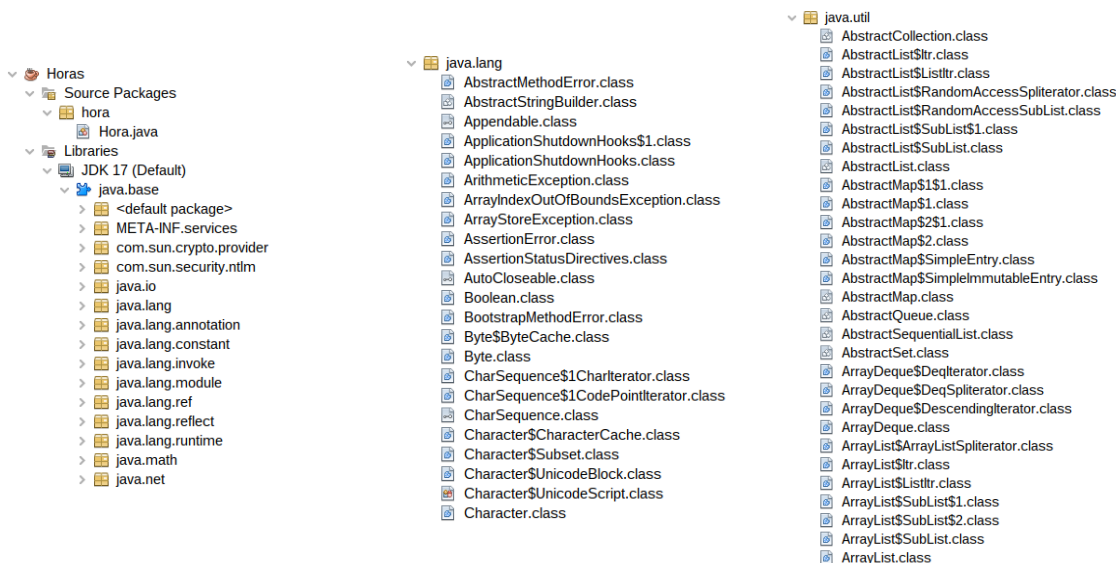 Horas
Source Packages
hora
Hora.java
Libraries
JDK 17 (Default)
java.base
<default package>
META-INF.services
com.sun.crypto.provider
com.sun.security.ntlm
java.io
java.lang
java.lang.annotation
java.lang.constant
java.lang.invoke
java.lang.module
java.lang.ref
java.lang.reflect
java.lang.runtime
java.math
java.net
java.lang
AbstractMethodError.class
AbstractStringBuilder.class
Appendable.class
ApplicationShutdownHooks$1.class
ApplicationShutdownHooks.class
ArithmeticException.class
ArrayIndexOutOfBoundsException.class
ArrayStoreException.class
AssertionError.class
AssertionStatusDirectives.class
AutoCloseable.class
Boolean.class
BootstrapMethodError.class
Byte$ByteCache.class
Byte.class
CharSequence$1CharIterator.class
CharSequence$1CodePointIterator.class
CharSequence.class
Character$CharacterCache.class
Character$Subset.class
Character$UnicodeBlock.class
Character$UnicodeScript.class
Character.class
java.util
AbstractCollection.class
AbstractList$Itr.class
AbstractList$ListItr.class
AbstractList$RandomAccessSpliterator.class
AbstractList$RandomAccessSubList.class
AbstractList$SubList$1.class
AbstractList$SubList.class
AbstractList.class
AbstractMap$1$1.class
AbstractMap$1.class
AbstractMap$2$1.class
AbstractMap$2.class
AbstractMap$SimpleEntry.class
AbstractMap$SimpleImmutableEntry.class
AbstractMap.class
AbstractQueue.class
AbstractSequentialList.class
AbstractSet.class
ArrayDeque$DeqIterator.class
ArrayDeque$DeqSpliterator.class
ArrayDeque$DescendingIterator.class
ArrayDeque.class
ArrayList$ArrayListSpliterator.class
ArrayList$Itr.class
ArrayList$ListItr.class
ArrayList$SubList$1.class
ArrayList$SubList$2.class
ArrayList$SubList.class
ArrayList.class